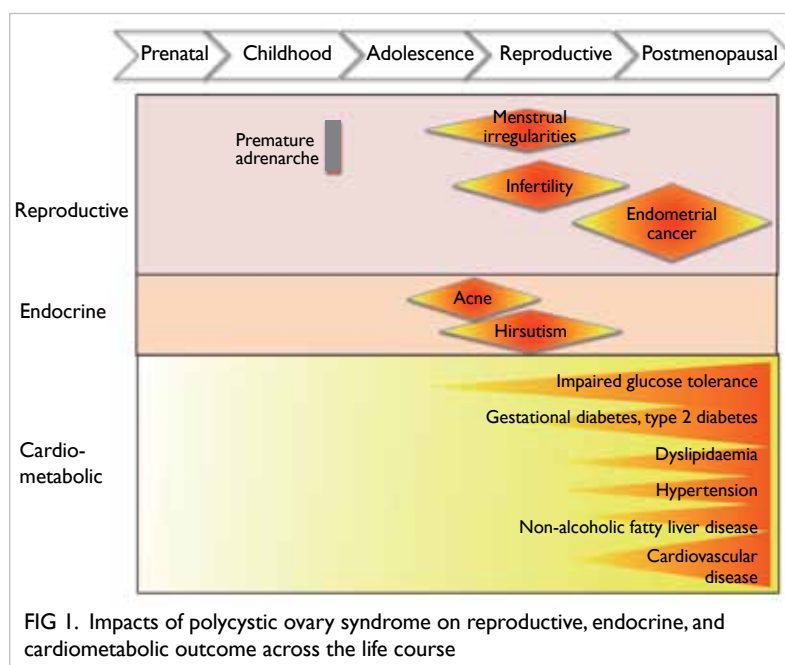 Prenatal Childhood Adolescence Reproductive Postmenopausal
Reproductive
Premature
adrenarche
Menstrual
irregularities
Infertility
Endometrial
cancer
Endocrine
Acne
Hirsutism
Cardio-
metabolic
Impaired glucose tolerance
Gestational diabetes, type 2 diabetes
Dyslipidaemia
Hypertension
Non-alcoholic fatty liver disease
Cardiovascular
disease
FIG 1. Impacts of polycystic ovary syndrome on reproductive, endocrine, and
cardiometabolic outcome across the life course